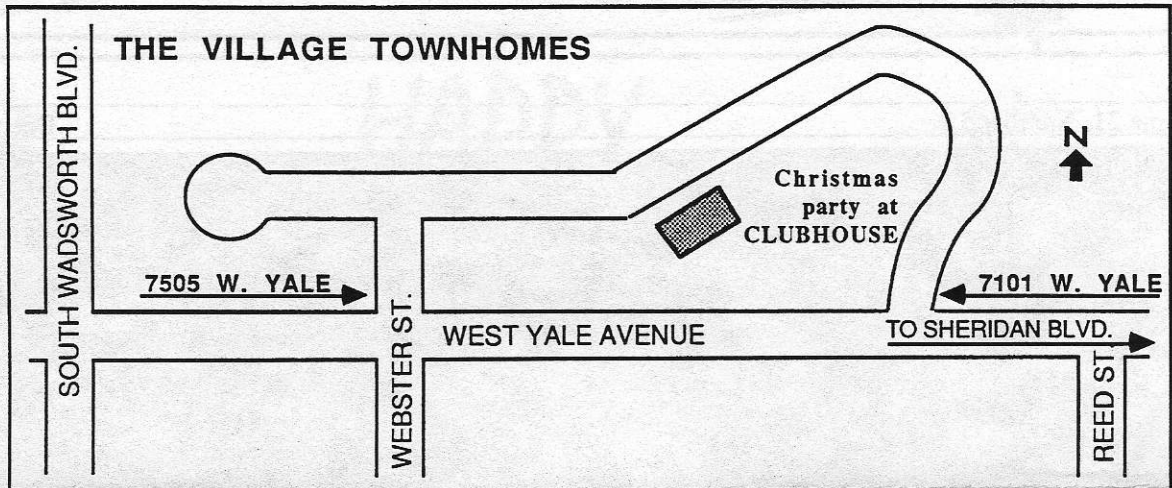 THE VILLAGE TOWNHOMES
SOUTH WADSWORTH BLVD.
N
Christmas
party at
CLUBHOUSE
7505 W. YALE
7101 W. YALE
WEBSTER ST.
WEST YALE AVENUE
TO SHERIDAN BLVD.
REED ST.